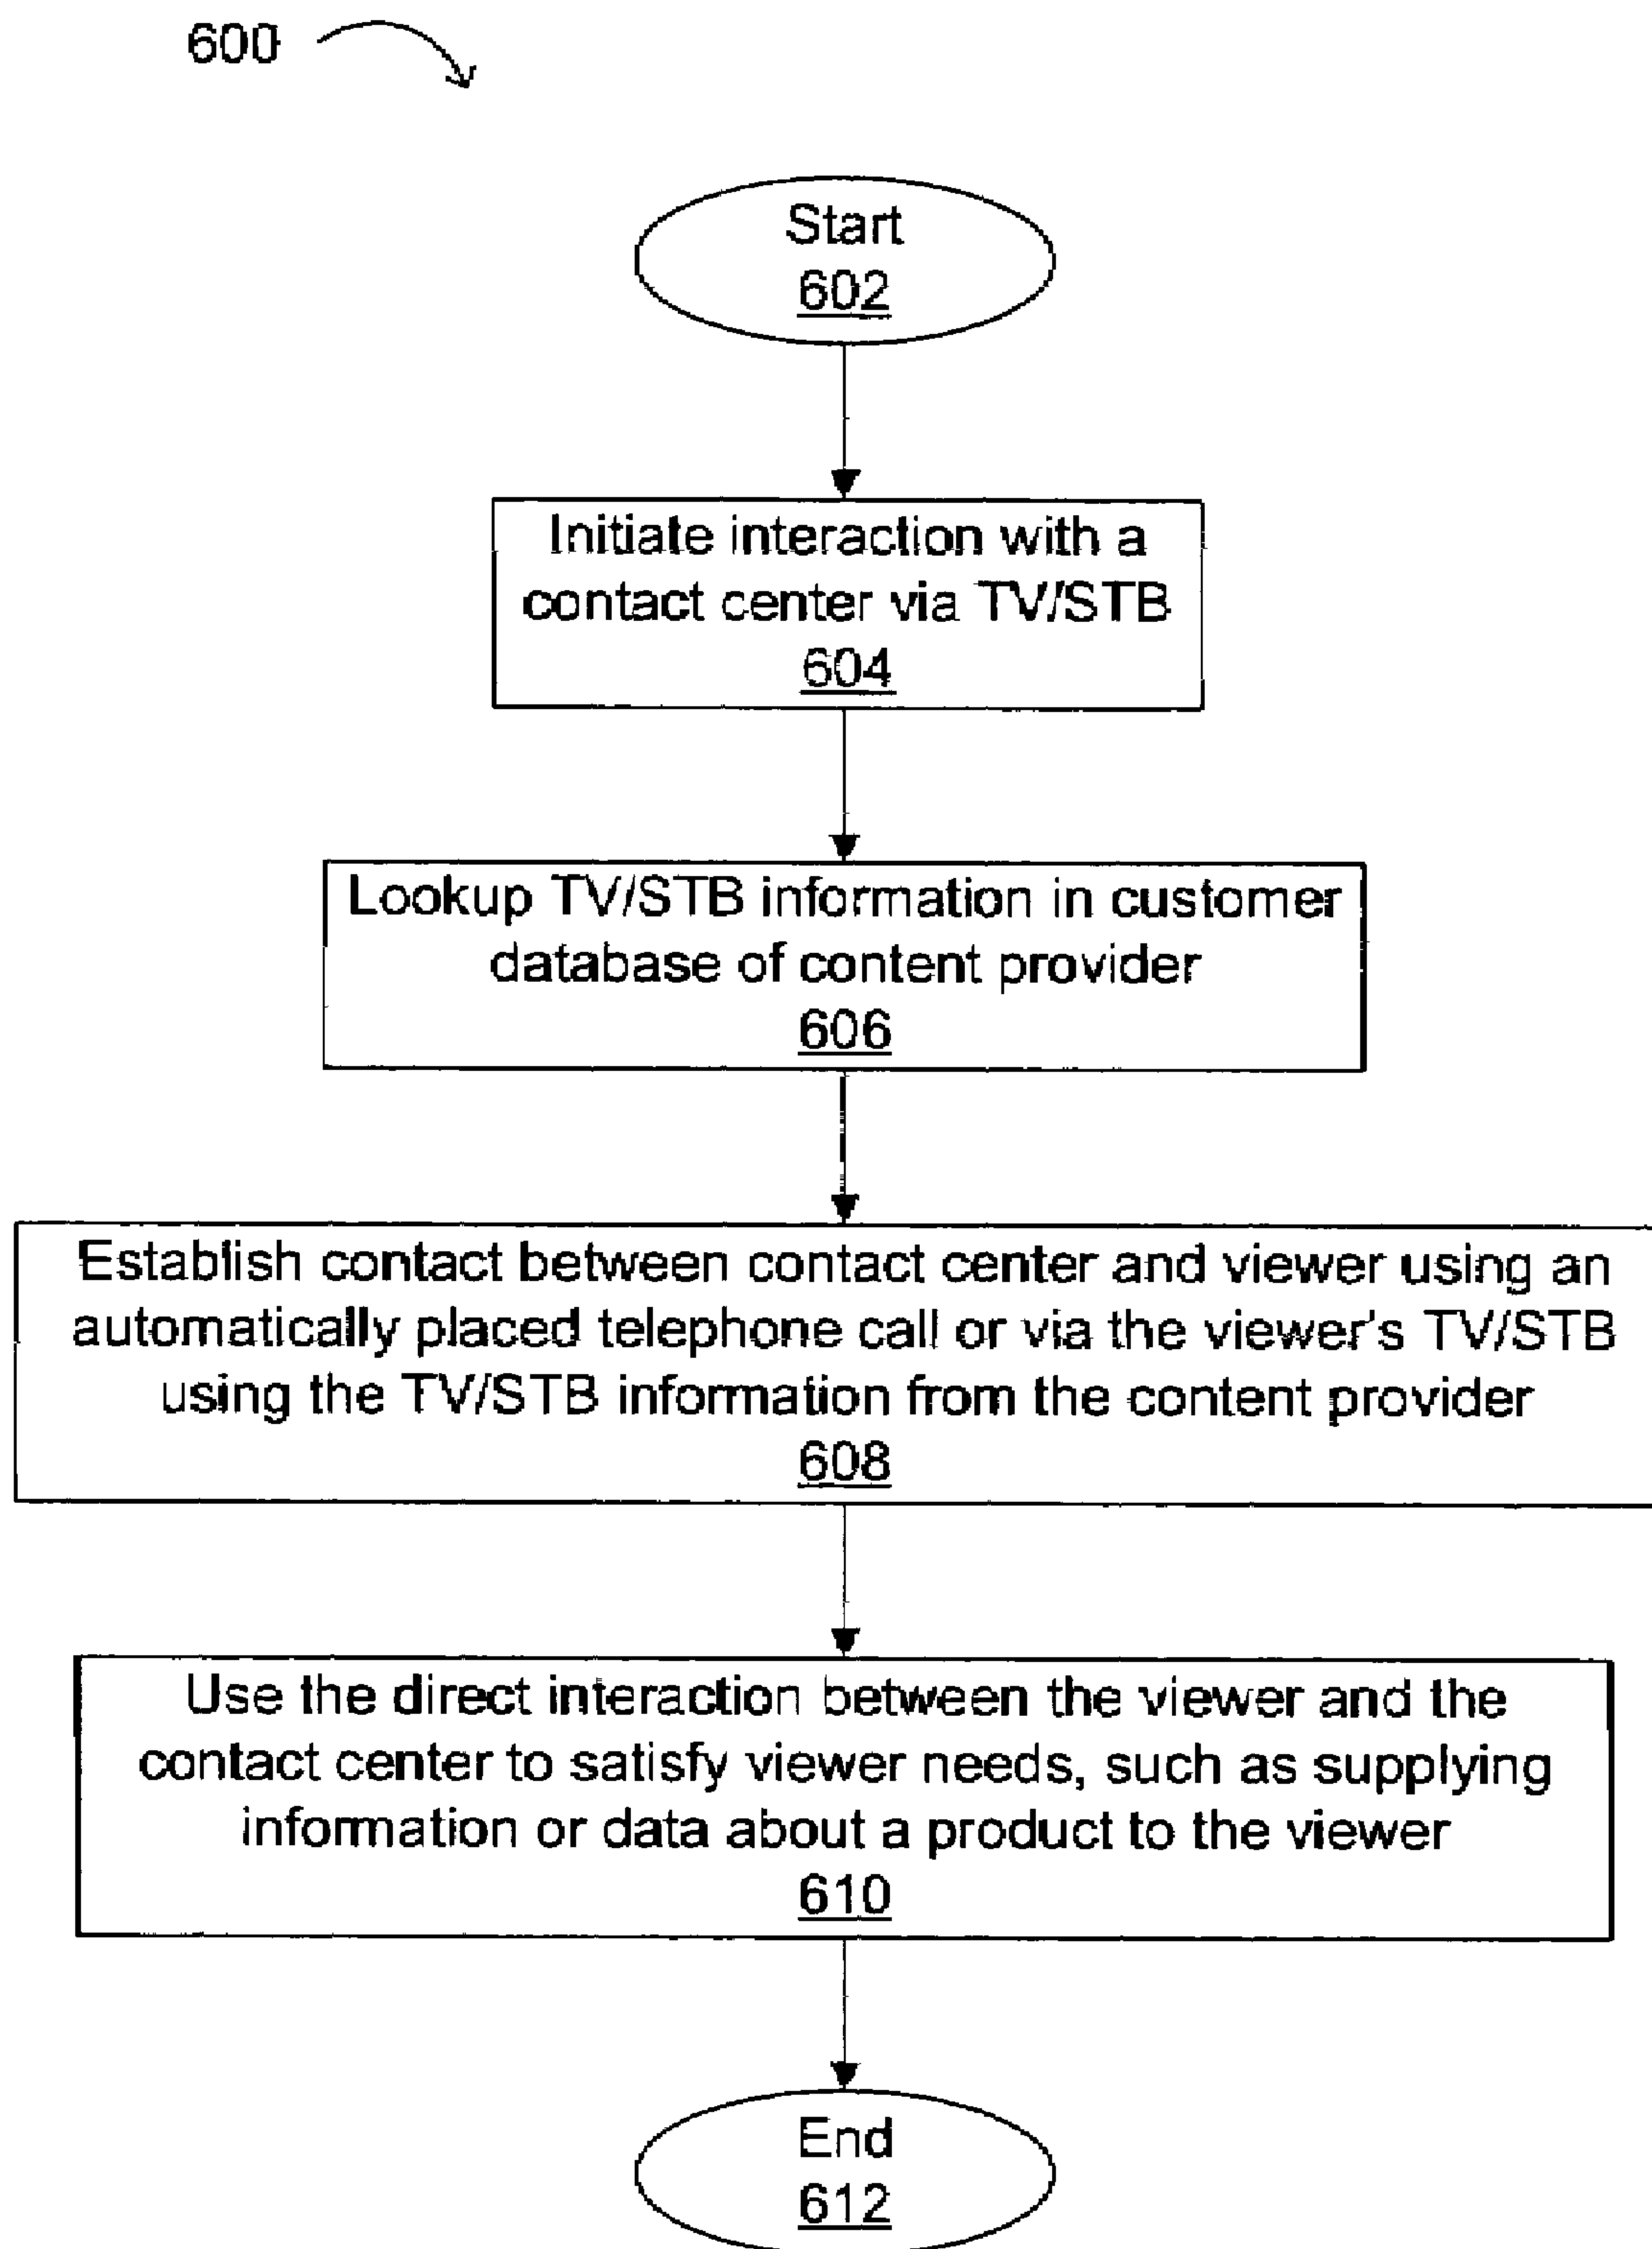 600
Start
602
Initiate interaction with a
contact center via TV/STB
604
Lookup TV/STB information in customer
database of content provider
606
Establish contact between contact center and viewer using an
automatically placed telephone call or via the viewer's TV/STB
using the TV/STB information from the content provider
608
Use the direct interaction between the viewer and the
contact center to satisfy viewer needs, such as supplying
information or data about a product to the viewer
610
End
612